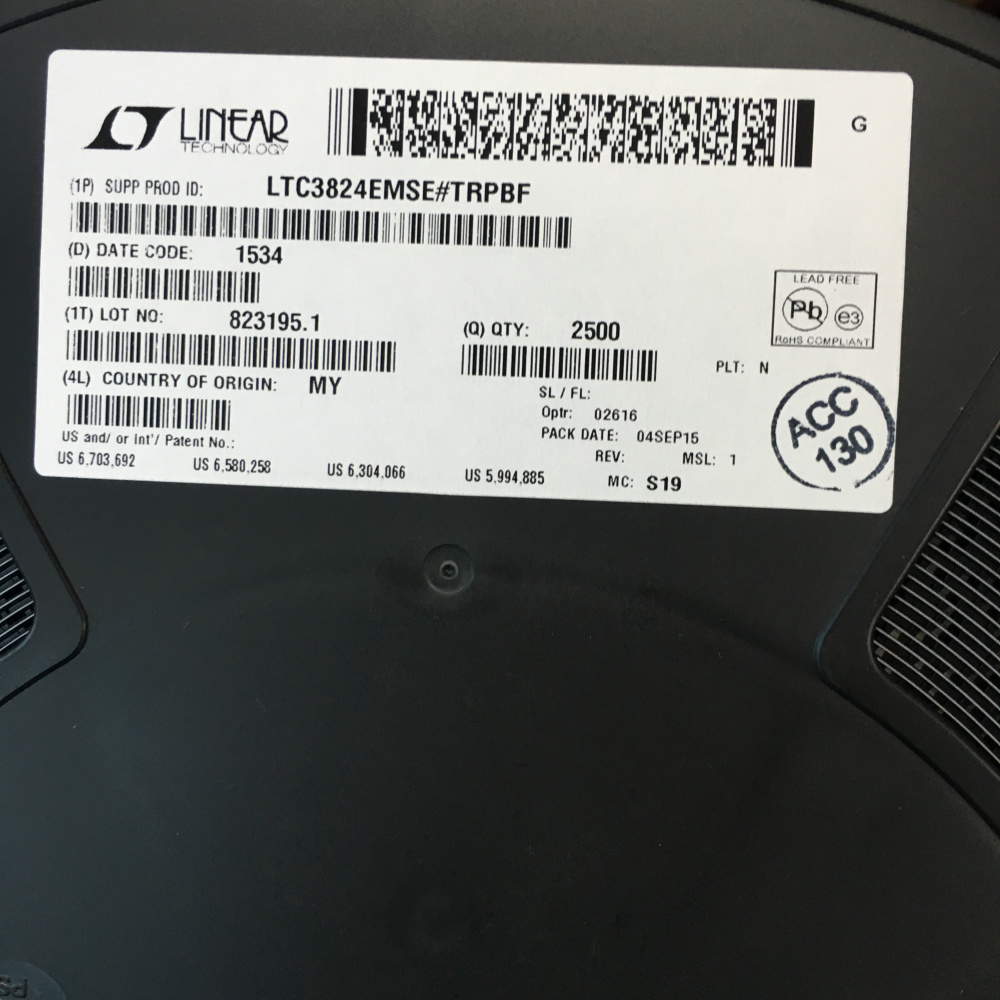 LINEAR
TECHNOLOGY
G
(1P) SUPP PROD ID: LTC3824EMSE#TRPBF
(D) DATE CODE: 1534
(1T) LOT NO: 823195.1
(Q) QTY: 2500
LEAD FREE
Pb e3
RoHS COMPLIANT
PLT: N
(4L) COUNTRY OF ORIGIN: MY
SL / FL:
Optr: 02616
PACK DATE: 04SEP15
REV: MSL: 1
MC: S19
ACC
130
US and/ or Int'/ Patent No.:
US 6,703,692 US 6,580,258 US 6,304,066 US 5,994,885
PS